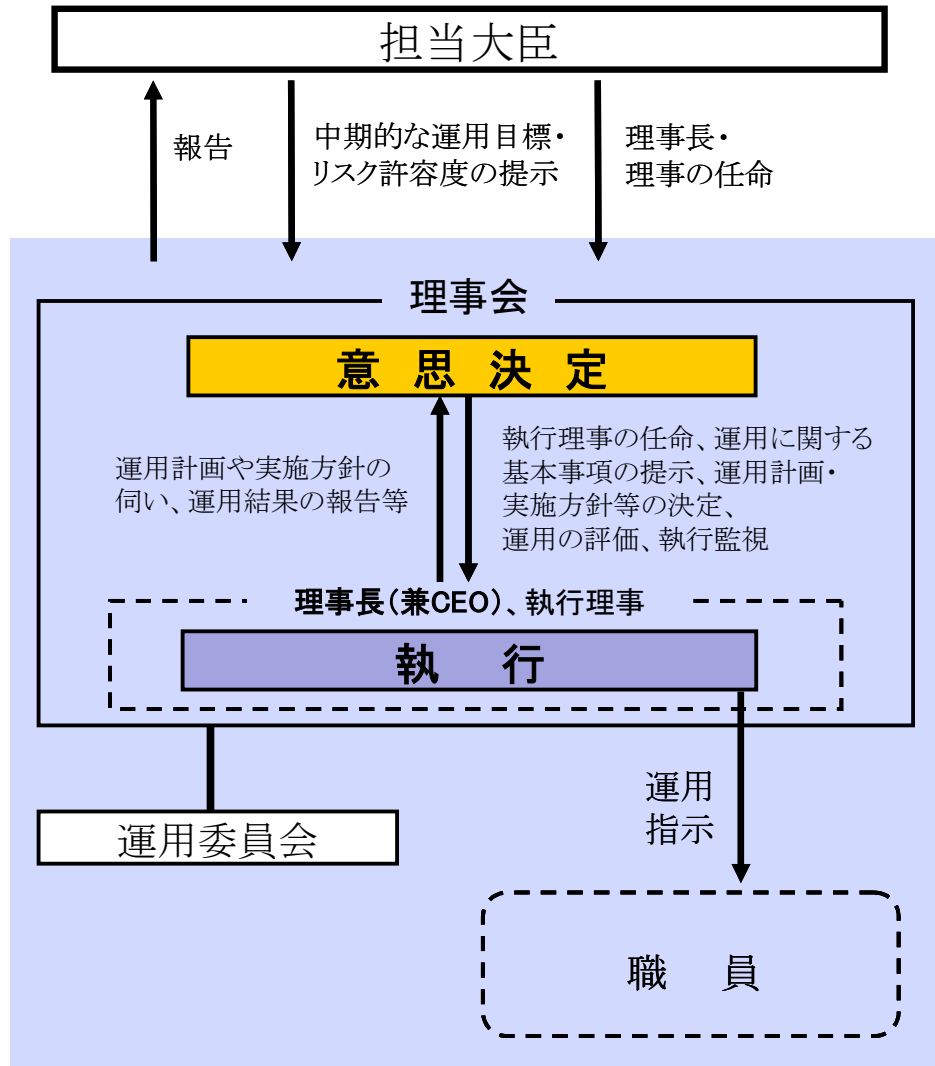 担当大臣
報告
中期的な運用目標・
リスク許容度の提示
理事長・
理事の任命
理事会
意 思 決 定
運用計画や実施方針の
伺い、運用結果の報告等
執行理事の任命、運用に関する
基本事項の提示、運用計画・
実施方針等の決定、
運用の評価、執行監視
理事長(兼CEO)、執行理事
執 行
運用委員会
運用
指示
職 員